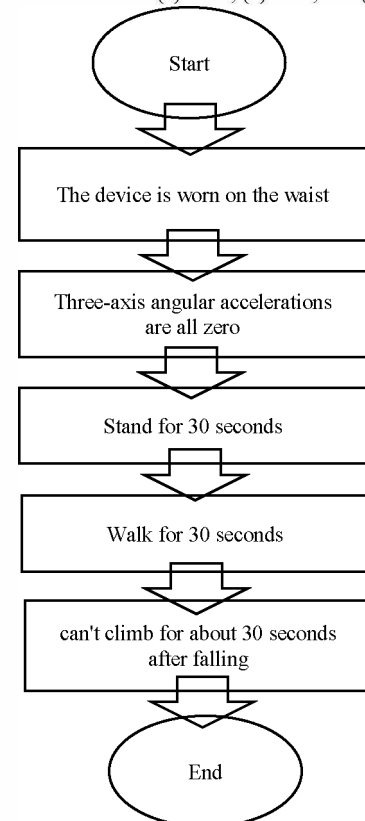 Start
The device is worn on the waist
Three-axis angular accelerations
are all zero
Stand for 30 seconds
Walk for 30 seconds
can't climb for about 30 seconds
after falling
End